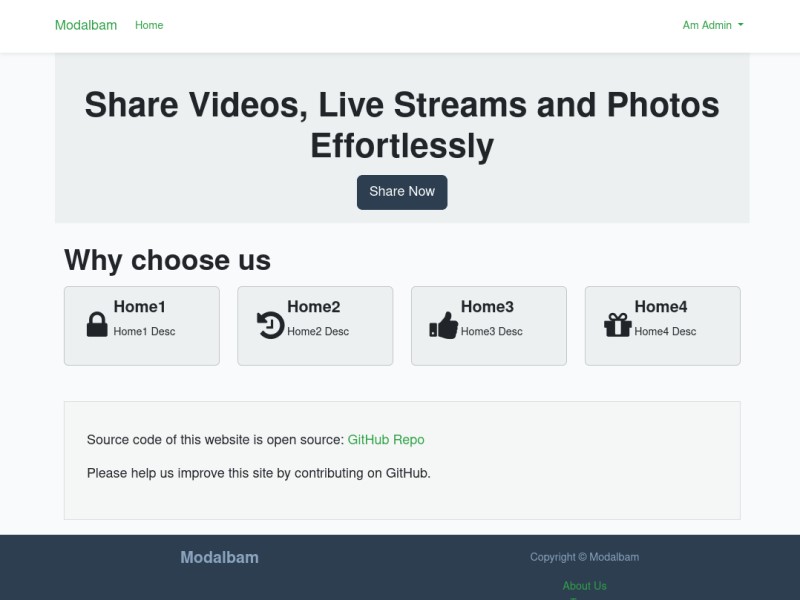 Modalbam Home Am Admin
Share Videos, Live Streams and Photos
Effortlessly
Share Now
Why choose us
Home1
Home1 Desc
Home2
Home2 Desc
Home3
Home3 Desc
Home4
Home4 Desc
Source code of this website is open source: GitHub Repo
Please help us improve this site by contributing on GitHub.
Modalbam
Copyright © Modalbam
About Us